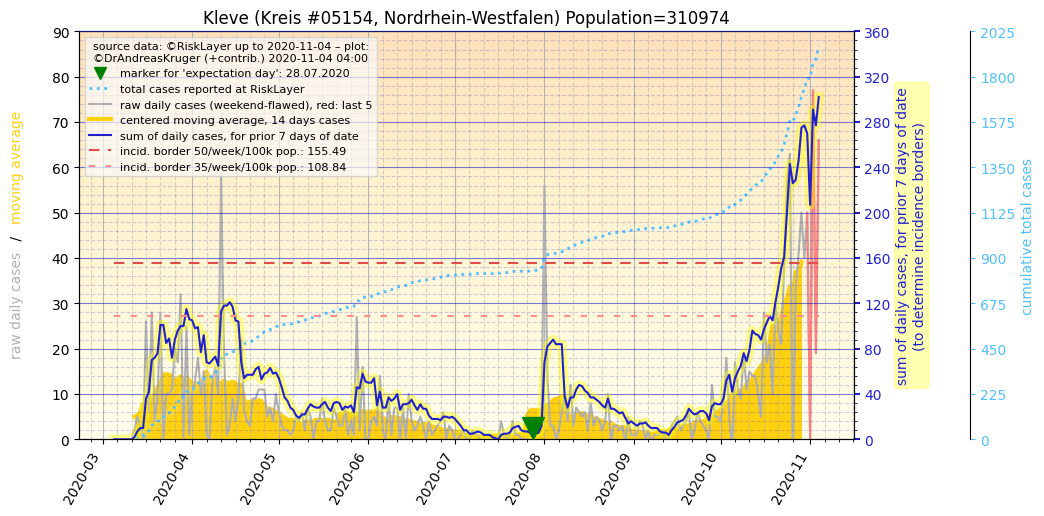 Kleve (Kreis #05154, Nordrhein-Westfalen) Population=310974
source data: ©RiskLayer up to 2020-11-04 – plot:
©DrAndreasKruger (+contrib.) 2020-11-04 04:00
marker for 'expectation day': 28.07.2020
total cases reported at RiskLayer
raw daily cases (weekend-flawed), red: last 5
centered moving average, 14 days cases
sum of daily cases, for prior 7 days of date
incid. border 50/week/100k pop.: 155.49
incid. border 35/week/100k pop.: 108.84
raw daily cases / moving average
90
80
70
60
50
40
30
20
10
0
2020-03
2020-04
2020-05
2020-06
2020-07
2020-08
2020-09
2020-10
2020-11
360
320
280
240
200
160
120
80
40
0
sum of daily cases, for prior 7 days of date
(to determine incidence borders)
2025
1800
1575
1350
1125
900
675
450
225
0
cumulative total cases